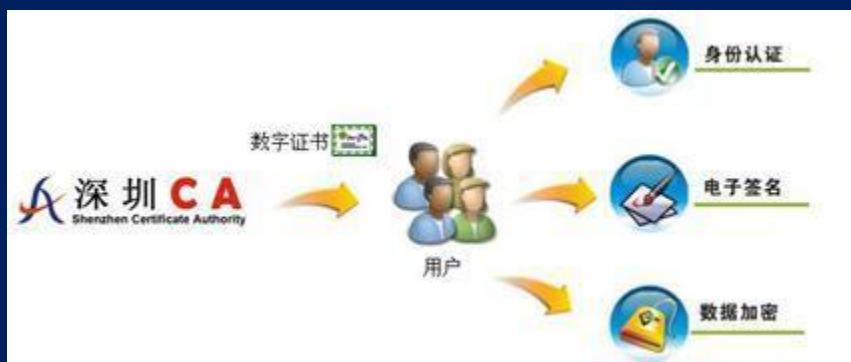 身份认证
数字证书
深圳CA
Shenzhen Certificate Authority
电子签名
用户
数据加密